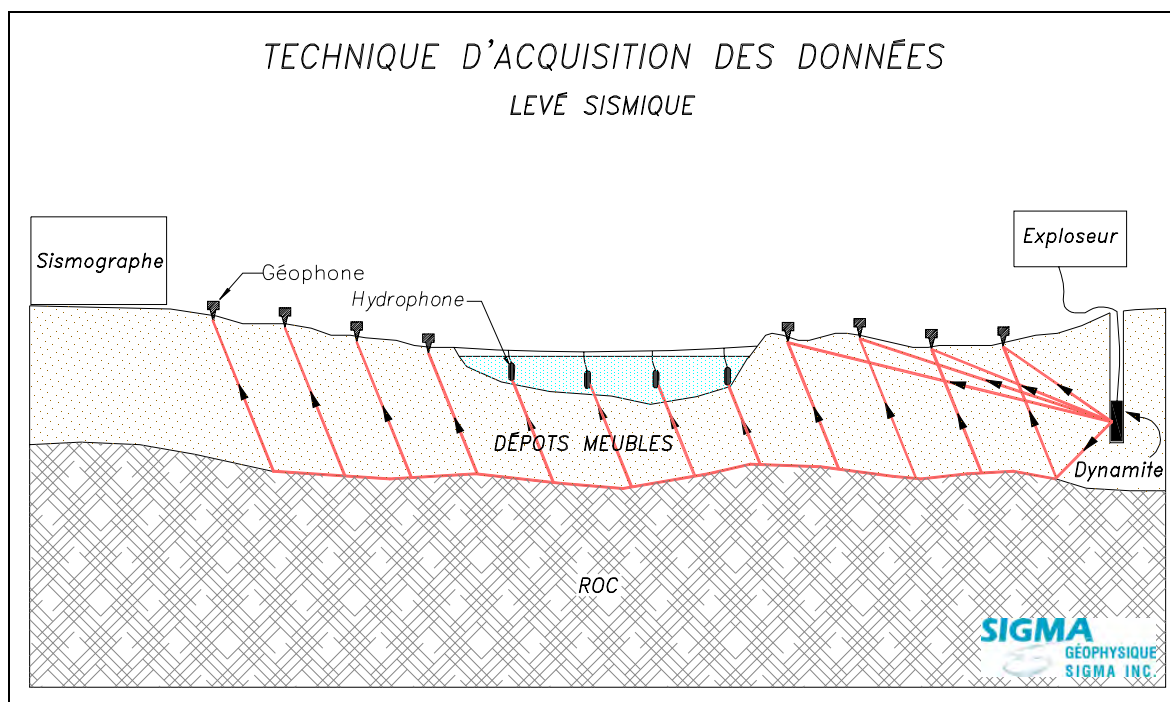 TECHNIQUE D'ACQUISITION DES DONNÉES
LEVÉ SISMIQUE
Sismographe
Géophone
Hydrophone
Exploseur
DÉPOTS MEUBLES
Dynamite
ROC
SIGMA
GÉOPHYSIQUE
SIGMA INC.